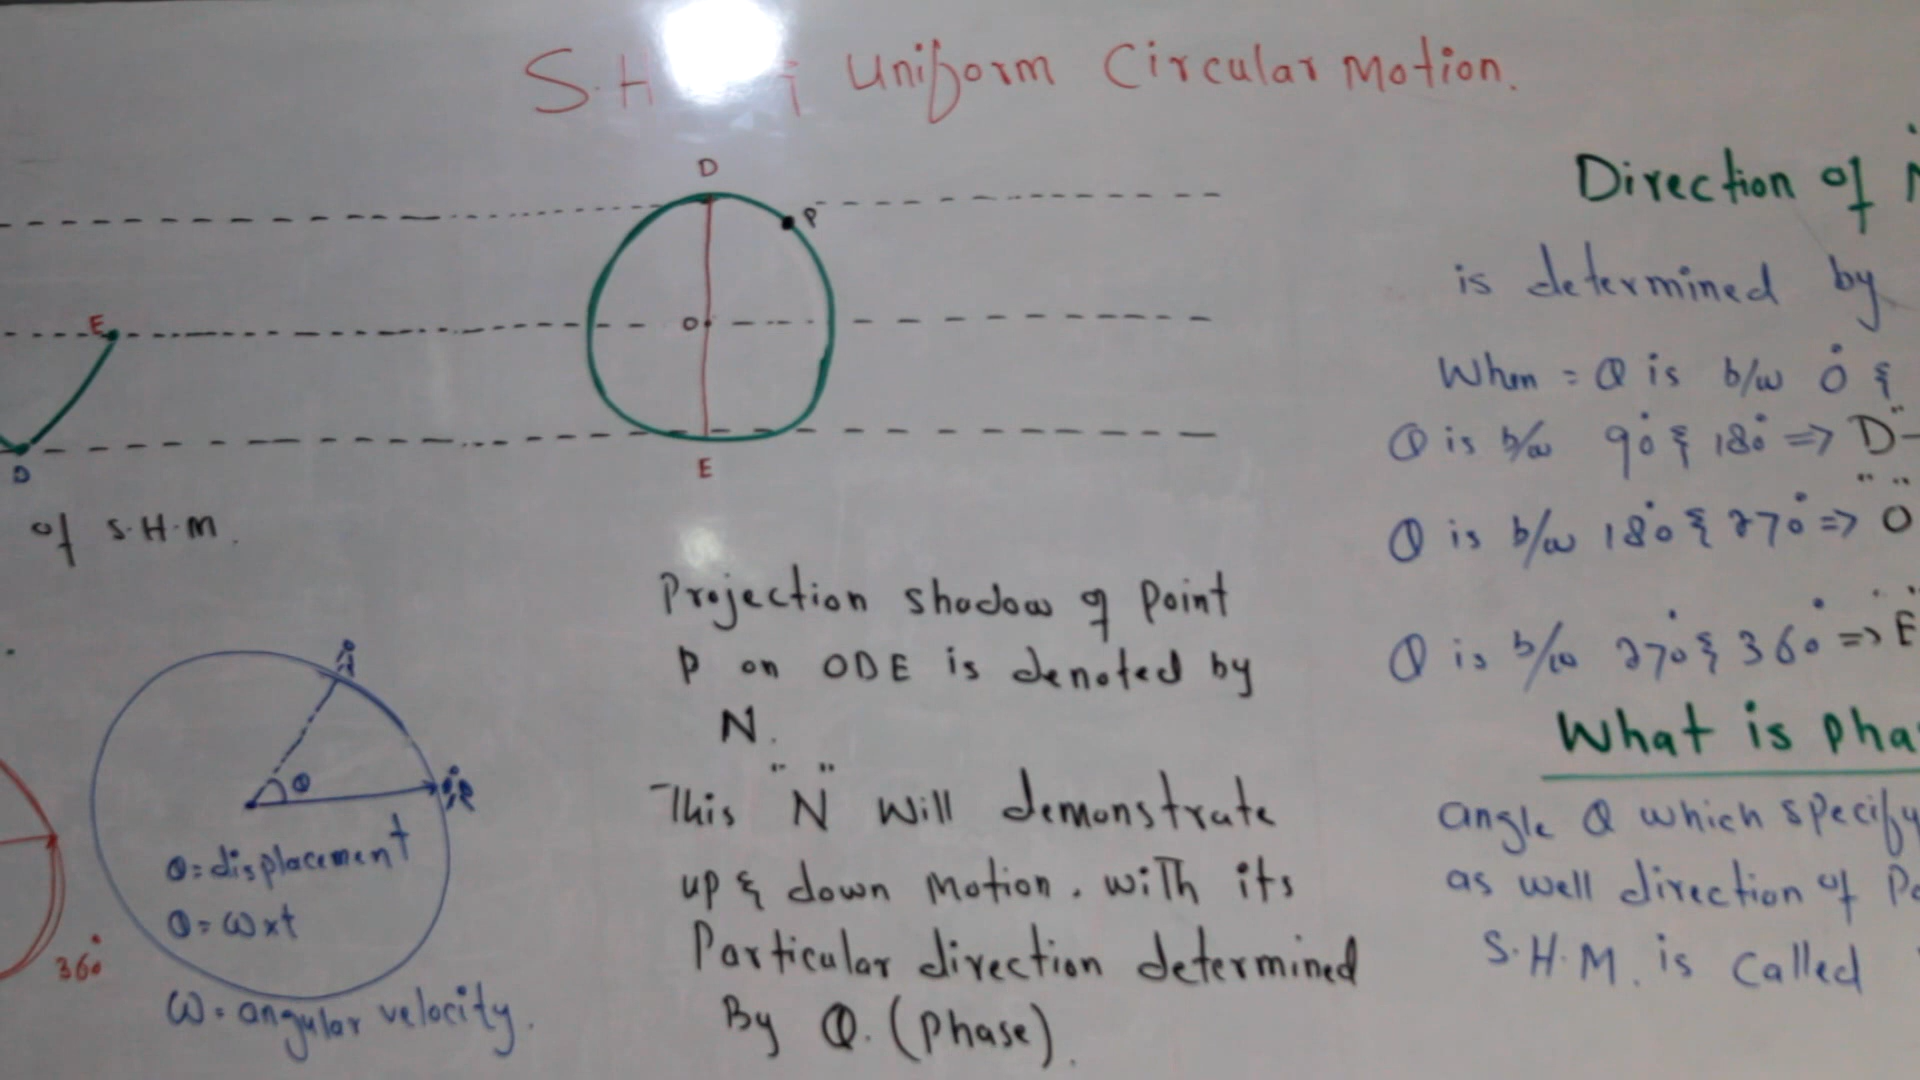 S.H
Uniform Circular Motion.
D
P
O
E
E
D
of S.H.M.
θ
θ = displacement
θ = ω x t
ω = angular velocity.
360°
Projection shadow of point
P on ODE is denoted by
N.
This "N" will demonstrate
up & down motion. with its
Particular direction determined
By θ. (phase).
Direction of
is determined by
When = θ is b/w 0° &
θ is b/w 90° & 180° => D
θ is b/w 180° & 270° => O
θ is b/w 270° & 360° => E
What is pha
angle θ which specify
as well direction of Po
S.H.M. is called